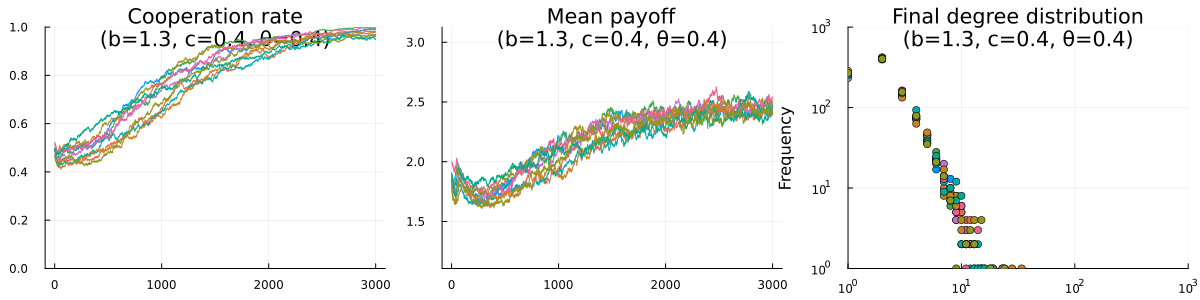 Cooperation rate
(b=1.3, c=0.4, θ=0.4)
1.0
0.8
0.6
0.4
0.2
0.0
0 1000 2000 3000
Mean payoff
(b=1.3, c=0.4, θ=0.4)
3.0
2.5
2.0
1.5
0 1000 2000 3000
Final degree distribution
(b=1.3, c=0.4, θ=0.4)
Frequency
10³
10²
10¹
10⁰
10⁰ 10¹ 10² 10³